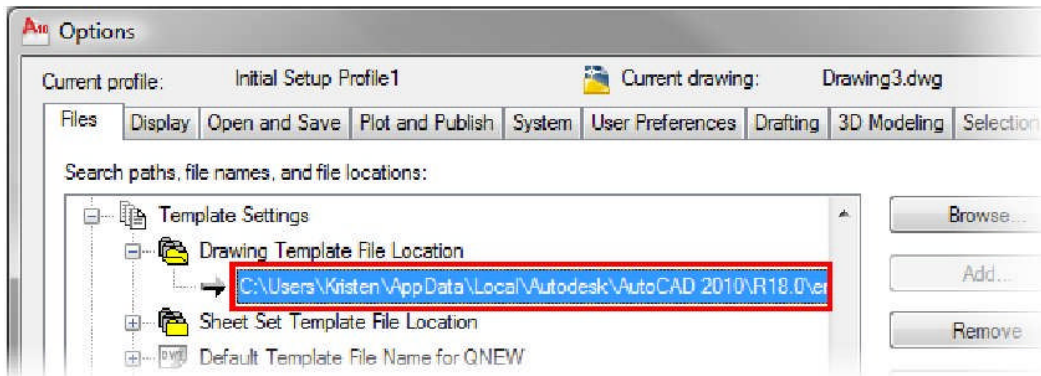 A10 Options
Current profile: Initial Setup Profile1 Current drawing: Drawing3.dwg
Files Display Open and Save Plot and Publish System User Preferences Drafting 3D Modeling Selection
Search paths, file names, and file locations:
Template Settings
Browse...
Drawing Template File Location
C:\Users\Kristen\AppData\Local\Autodesk\AutoCAD 2010\R18.0\en
Add...
Sheet Set Template File Location
Remove
Default Template File Name for QNEW